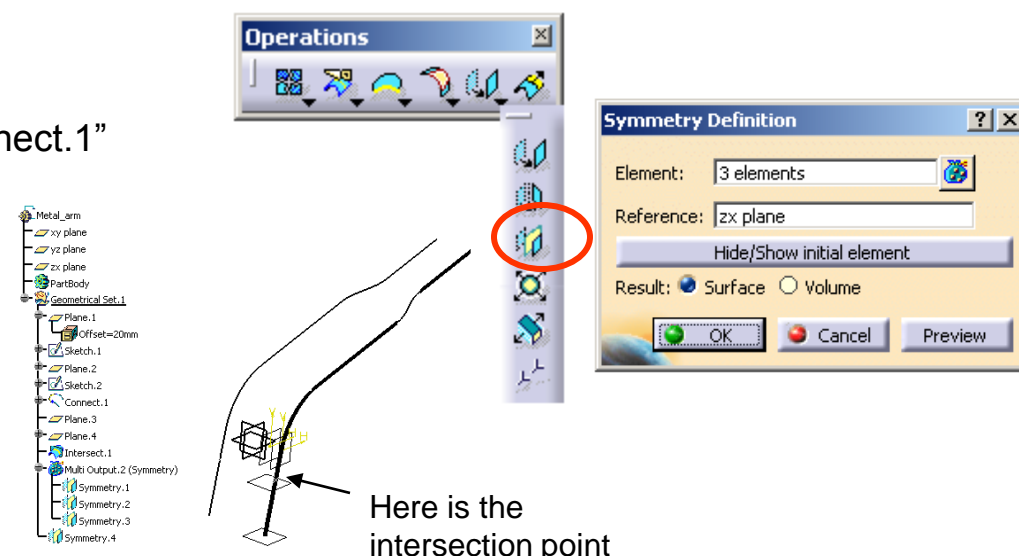 Operations
nect.1”
Metal_arm
xy plane
yz plane
zx plane
PartBody
Geometrical Set.1
Plane.1
Offset=20mm
Sketch.1
Plane.2
Sketch.2
Connect.1
Plane.3
Plane.4
Intersect.1
Multi Output.2 (Symmetry)
Symmetry.1
Symmetry.2
Symmetry.3
Symmetry.4
Symmetry Definition
Element: 3 elements
Reference: zx plane
Hide/Show initial element
Result: Surface Volume
OK Cancel Preview
Here is the
intersection point